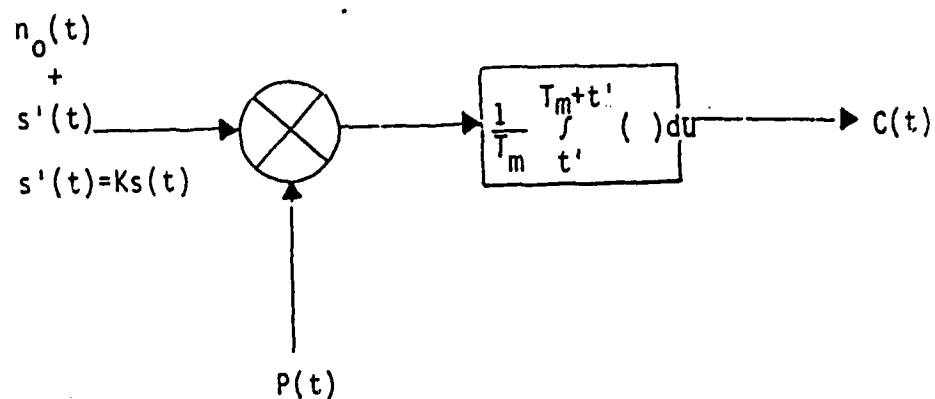 n_o(t)
+
s'(t)
s'(t)=Ks(t)
1/T_m ∫ t' T_m+t' ( )du
C(t)
P(t)